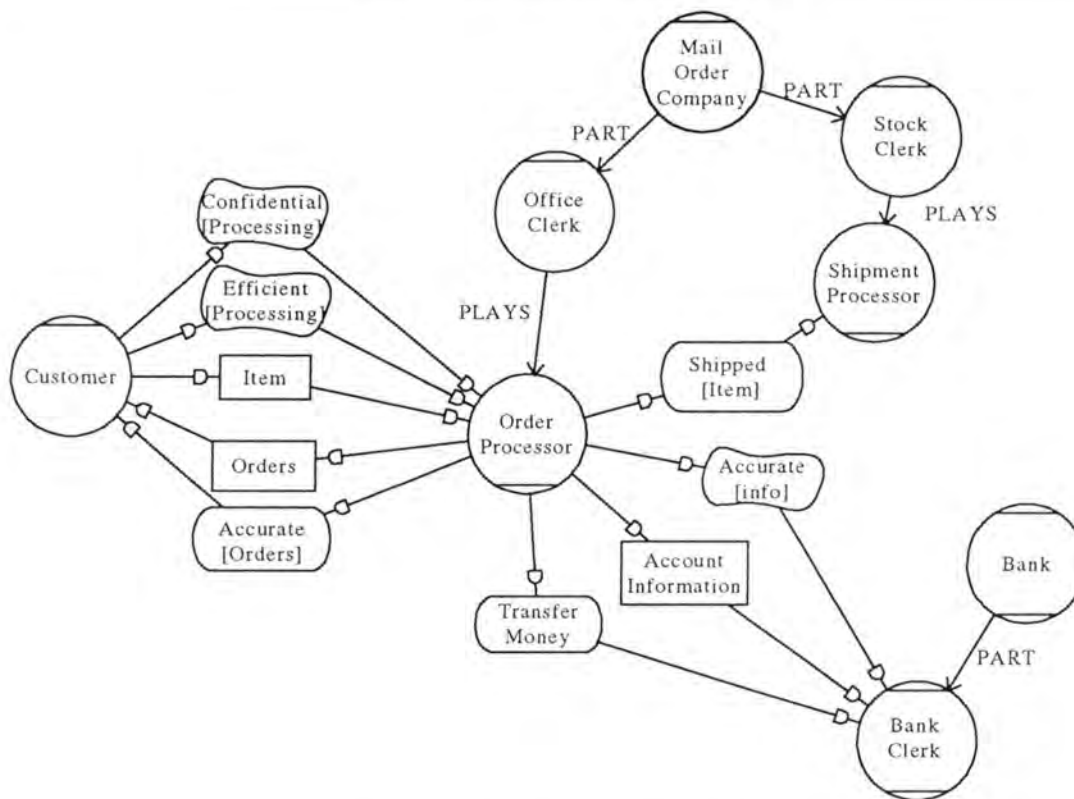 Mail
Order
Company
PART
PART
Stock
Clerk
Office
Clerk
PLAYS
Confidential
[Processing]
Shipment
Processor
Efficient
[Processing]
PLAYS
Customer
Item
Shipped
[Item]
Order
Processor
Orders
Accurate
[info]
Accurate
[Orders]
Account
Information
Bank
Transfer
Money
PART
Bank
Clerk